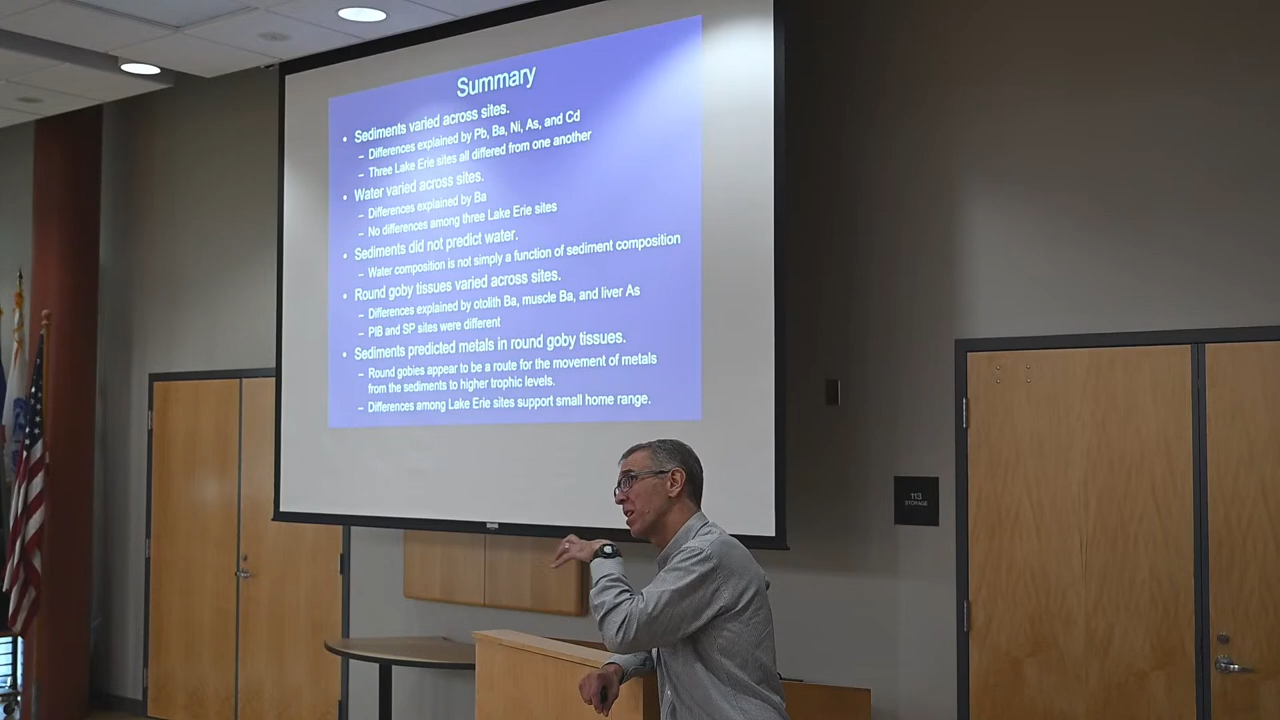 Summary
• Sediments varied across sites.
– Differences explained by Pb, Ba, Ni, As, and Cd
– Three Lake Erie sites all differed from one another
• Water varied across sites.
– Differences explained by Ba
– No differences among three Lake Erie sites
• Sediments did not predict water.
– Water composition is not simply a function of sediment composition
• Round goby tissues varied across sites.
– Differences explained by otolith Ba, muscle Ba, and liver As
– PIB and SP sites were different
• Sediments predicted metals in round goby tissues.
– Round gobies appear to be a route for the movement of metals
from the sediments to higher trophic levels.
– Differences among Lake Erie sites support small home range.
113
STORAGE